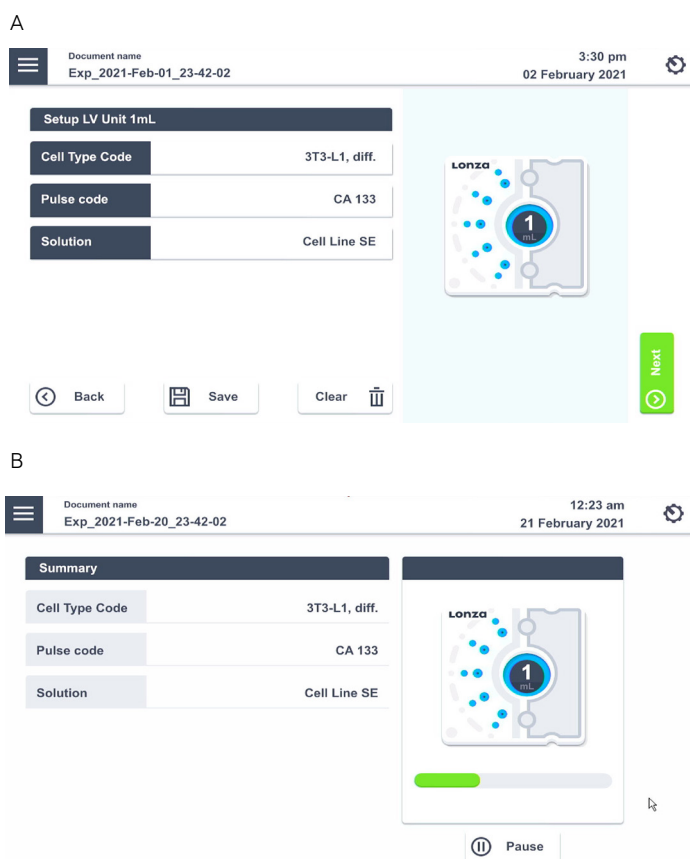 A
Document name
Exp_2021-Feb-01_23-42-02
3:30 pm
02 February 2021
Setup LV Unit 1mL
Cell Type Code 3T3-L1, diff.
Pulse code CA 133
Solution Cell Line SE
Lonza
1
mL
Back
Save
Clear
Next
B
Document name
Exp_2021-Feb-20_23-42-02
12:23 am
21 February 2021
Summary
Cell Type Code 3T3-L1, diff.
Pulse code CA 133
Solution Cell Line SE
Lonza
1
mL
Pause